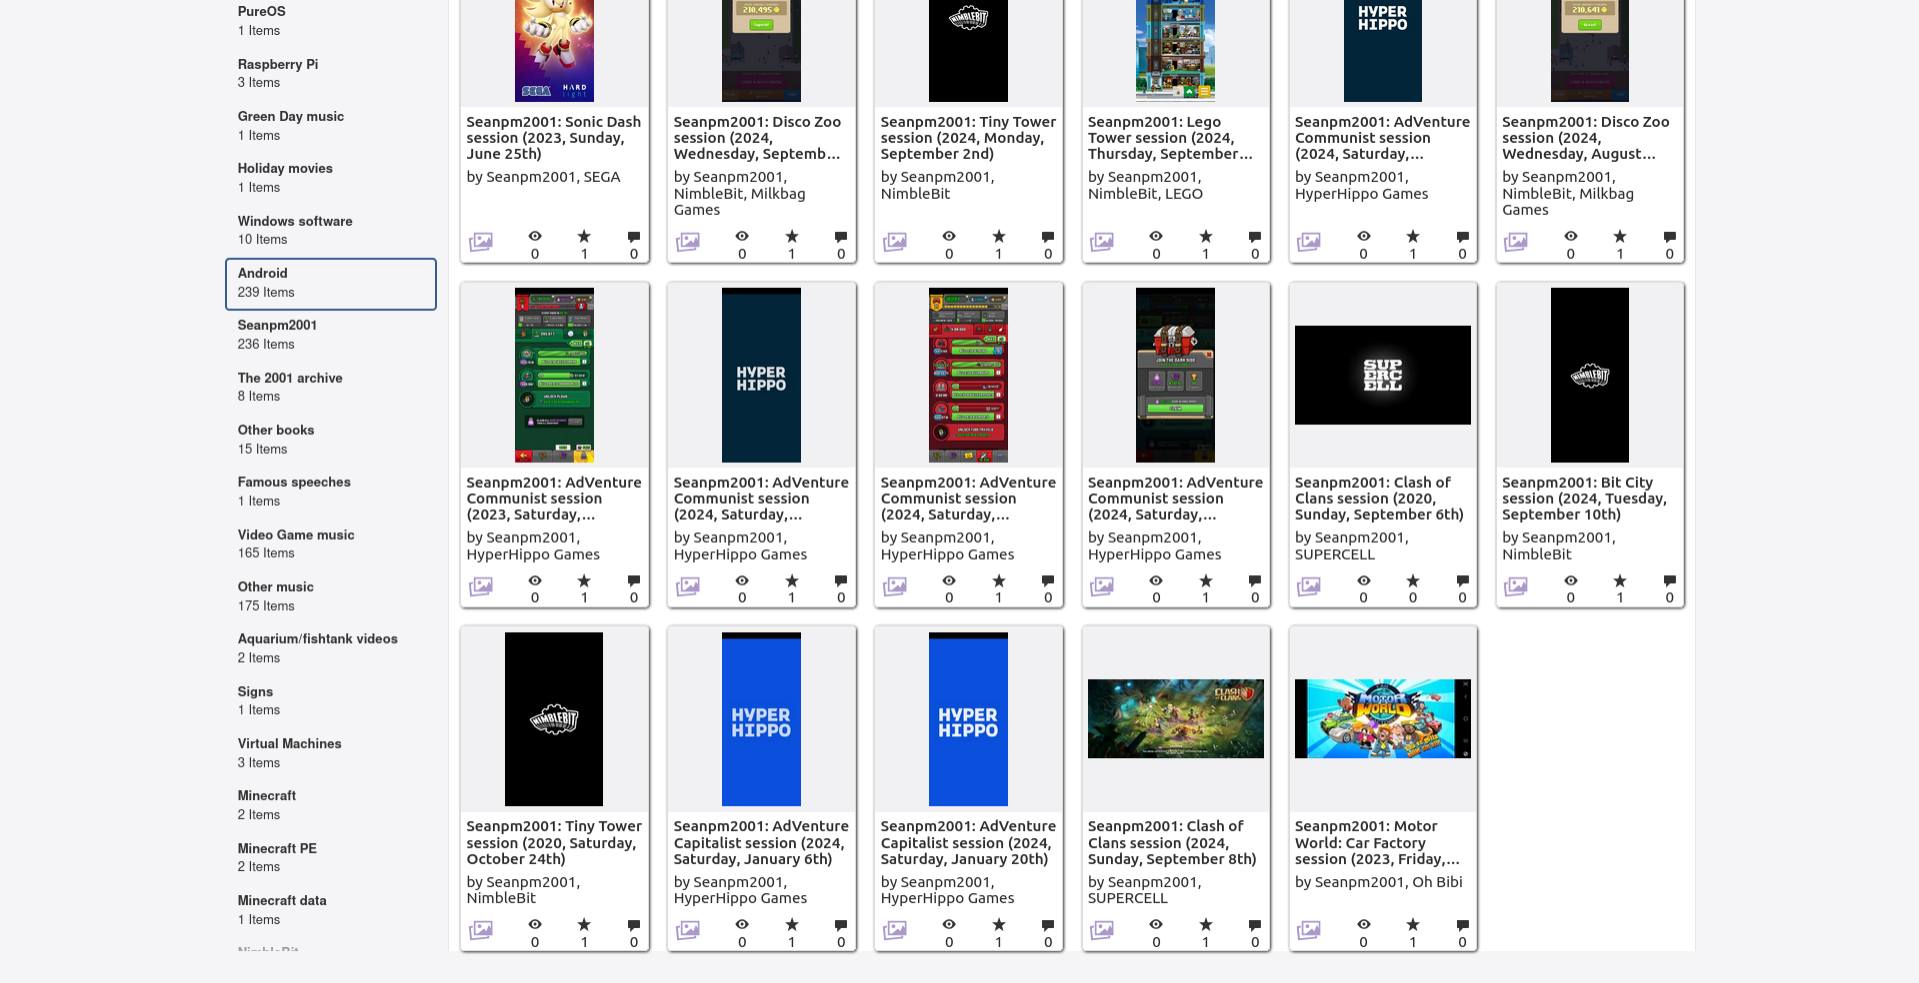 PureOS
1 Items
Raspberry Pi
3 Items
Green Day music
1 Items
Holiday movies
1 Items
Windows software
10 Items
Android
239 Items
Seanpm2001
236 Items
The 2001 archive
8 Items
Other books
15 Items
Famous speeches
1 Items
Video Game music
165 Items
Other music
175 Items
Aquarium/fishtank videos
2 Items
Signs
1 Items
Virtual Machines
3 Items
Minecraft
2 Items
Minecraft PE
2 Items
Minecraft data
1 Items
SEGA
HARD
light
Seanpm2001: Sonic Dash
session (2023, Sunday,
June 25th)
by Seanpm2001, SEGA
0 1 0
210,495
Seanpm2001: Disco Zoo
session (2024,
Wednesday, Septemb...
by Seanpm2001,
NimbleBit, Milkbag
Games
0 1 0
NIMBLEBIT
Seanpm2001: Tiny Tower
session (2024, Monday,
September 2nd)
by Seanpm2001,
NimbleBit
0 1 0
Seanpm2001: Lego
Tower session (2024,
Thursday, September...
by Seanpm2001,
NimbleBit, LEGO
0 1 0
HYPER
HIPPO
Seanpm2001: AdVenture
Communist session
(2024, Saturday,...
by Seanpm2001,
HyperHippo Games
0 1 0
210,641
Seanpm2001: Disco Zoo
session (2024,
Wednesday, August...
by Seanpm2001,
NimbleBit, Milkbag
Games
0 1 0
Seanpm2001: AdVenture
Communist session
(2023, Saturday,...
by Seanpm2001,
HyperHippo Games
0 1 0
HYPER
HIPPO
Seanpm2001: AdVenture
Communist session
(2024, Saturday,...
by Seanpm2001,
HyperHippo Games
0 1 0
Seanpm2001: AdVenture
Communist session
(2024, Saturday,...
by Seanpm2001,
HyperHippo Games
0 1 0
JOIN THE DARK SIDE
CLAIM
Seanpm2001: AdVenture
Communist session
(2024, Saturday,...
by Seanpm2001,
HyperHippo Games
0 1 0
SUP
ERC
ELL
Seanpm2001: Clash of
Clans session (2020,
Sunday, September 6th)
by Seanpm2001,
SUPERCELL
0 0 0
NIMBLEBIT
Seanpm2001: Bit City
session (2024, Tuesday,
September 10th)
by Seanpm2001,
NimbleBit
0 1 0
NIMBLEBIT
Seanpm2001: Tiny Tower
session (2020, Saturday,
October 24th)
by Seanpm2001,
NimbleBit
0 1 0
HYPER
HIPPO
Seanpm2001: AdVenture
Capitalist session (2024,
Saturday, January 6th)
by Seanpm2001,
HyperHippo Games
0 1 0
HYPER
HIPPO
Seanpm2001: AdVenture
Capitalist session (2024,
Saturday, January 20th)
by Seanpm2001,
HyperHippo Games
0 1 0
CLASH
OF CLANS
Seanpm2001: Clash of
Clans session (2024,
Sunday, September 8th)
by Seanpm2001,
SUPERCELL
0 1 0
MOTOR
WORLD
Seanpm2001: Motor
World: Car Factory
session (2023, Friday,...
by Seanpm2001, Oh Bibi
0 1 0